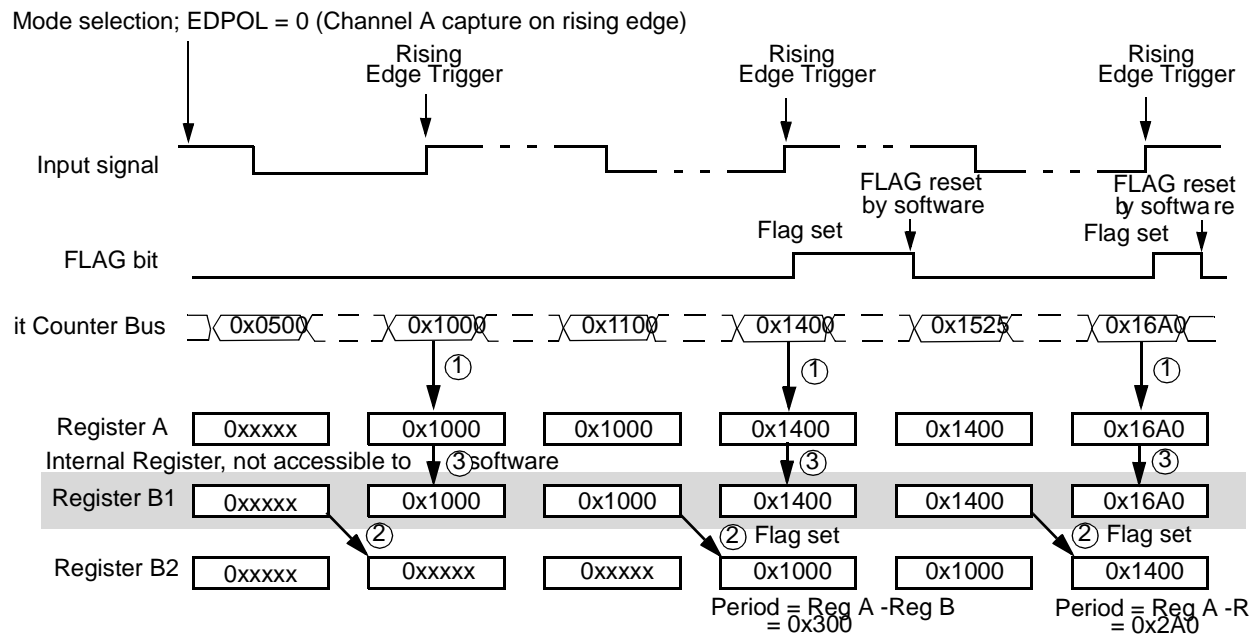 Mode selection; EDPOL = 0 (Channel A capture on rising edge)
Rising
Edge Trigger
Rising
Edge Trigger
Rising
Edge Trigger
Input signal
FLAG reset
by software
FLAG reset
by software
Flag set
Flag set
FLAG bit
it Counter Bus
0x0500
0x1000
0x1100
0x1400
0x1525
0x16A0
1
1
1
Register A
0xxxxx
0x1000
0x1000
0x1400
0x1400
0x16A0
Internal Register, not accessible to software
3
3
3
Register B1
0xxxxx
0x1000
0x1000
0x1400
0x1400
0x16A0
2
2 Flag set
2 Flag set
Register B2
0xxxxx
0xxxxx
0xxxxx
0x1000
0x1000
0x1400
Period = Reg A -Reg B
= 0x300
Period = Reg A -R
= 0x2A0